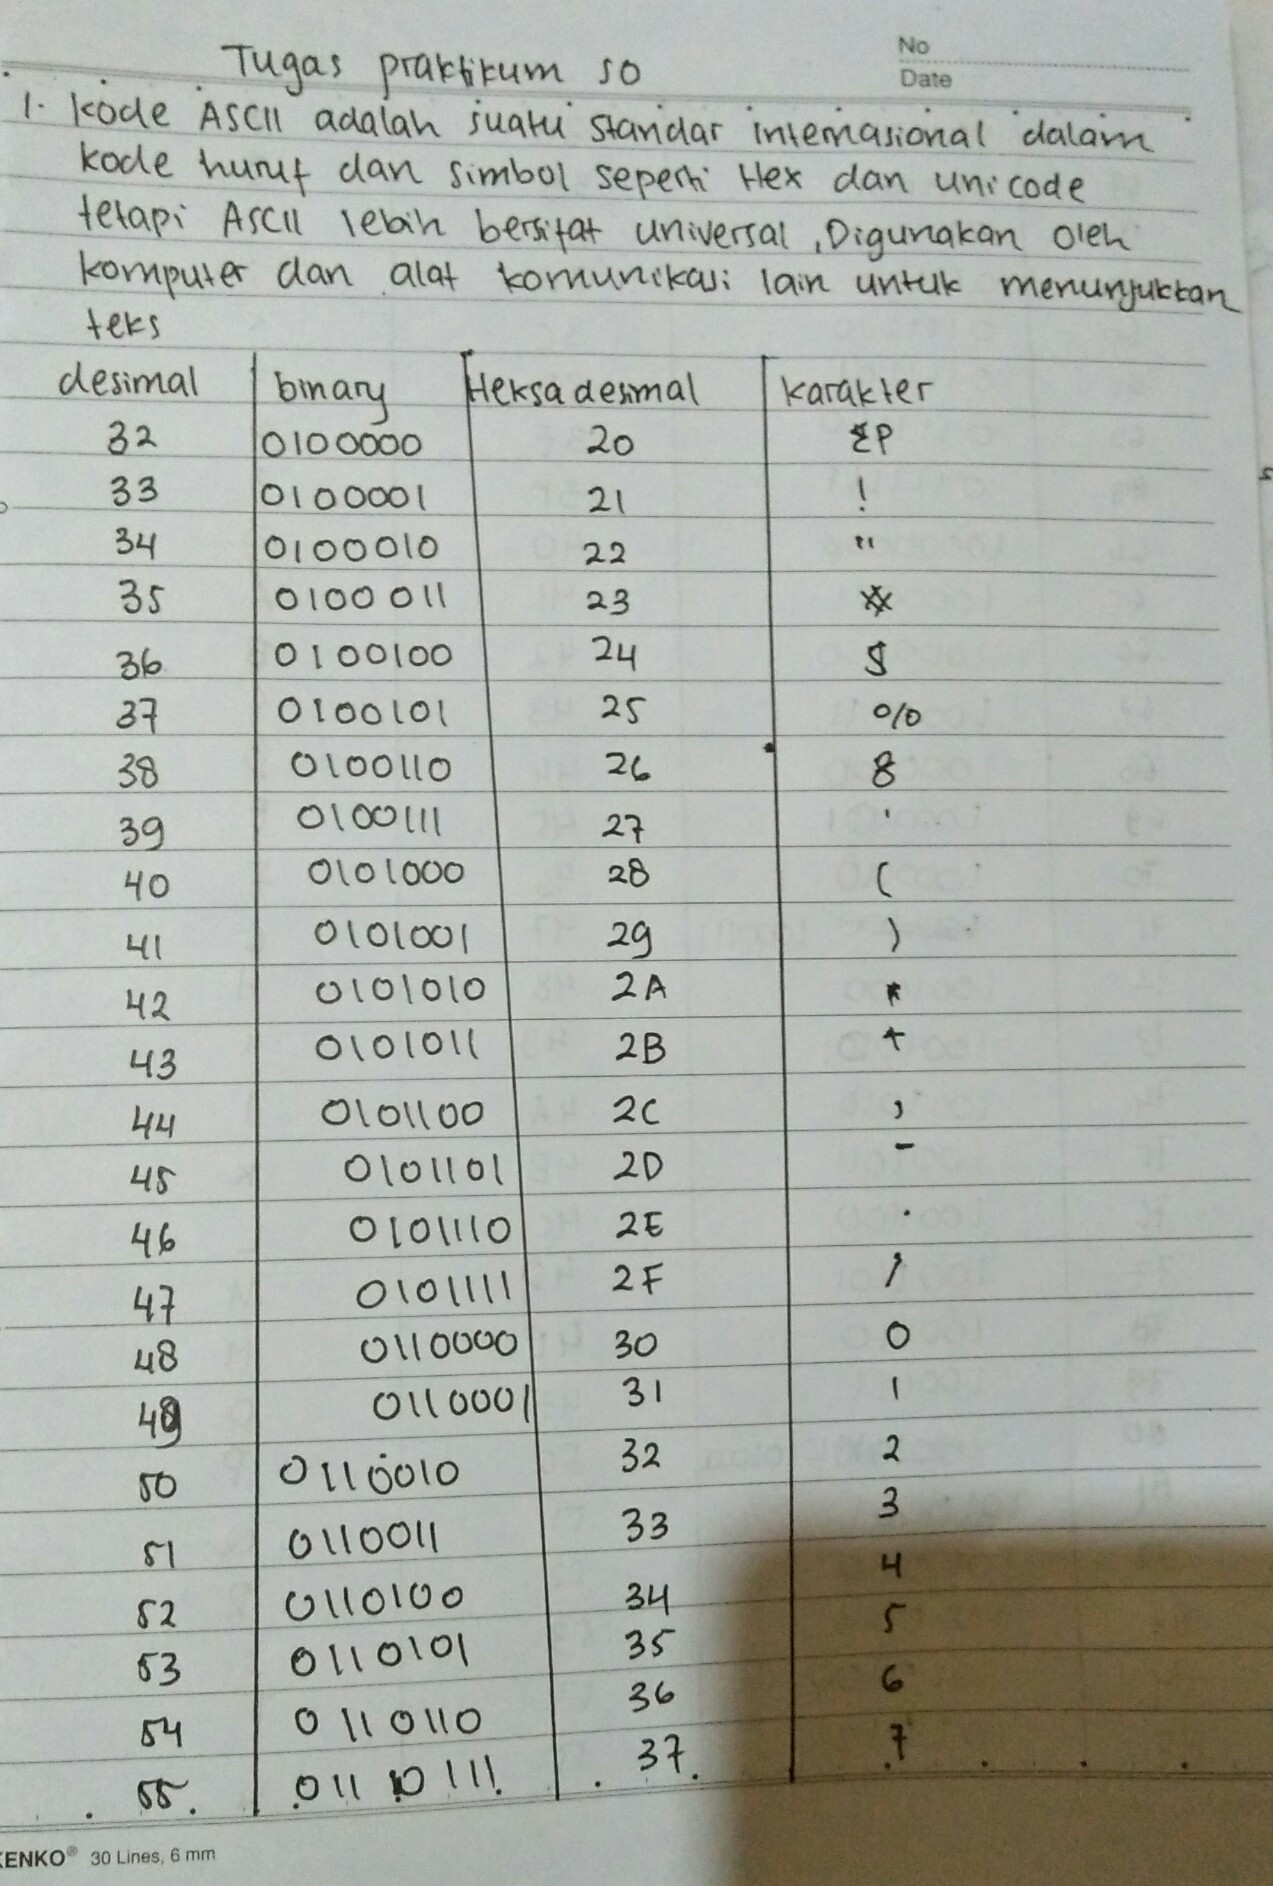 No
Tugas praktikum SO
Date
1. Kode ASCII adalah suatu standar internasional dalam
kode huruf dan simbol seperti Hex dan unicode
tetapi ASCII lebih bersifat universal, Digunakan oleh
komputer dan alat komunikasi lain untuk menunjukkan
teks
desimal binary Heksa desimal karakter
32 0100000 20 SP
33 0100001 21 !
34 0100010 22 "
35 0100011 23 #
36 0100100 24 $
37 0100101 25 %
38 0100110 26 8
39 0100111 27 '
40 0101000 28 (
41 0101001 29 )
42 0101010 2A *
43 0101011 2B +
44 0101100 2C ,
45 0101101 2D -
46 0101110 2E .
47 0101111 2F /
48 0110000 30 0
49 0110001 31 1
50 0110010 32 2
51 0110011 33 3
52 0110100 34 4
53 0110101 35 5
54 0110110 36 6
55 0110111 37 7
KENKO® 30 Lines, 6 mm